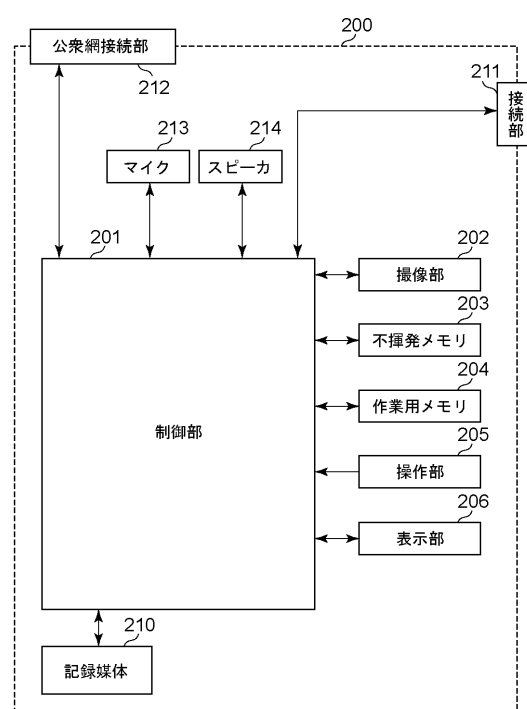 200
公衆網接続部
212
211
接続部
213
マイク
214
スピーカ
201
制御部
202
撮像部
203
不揮発メモリ
204
作業用メモリ
205
操作部
206
表示部
210
記録媒体